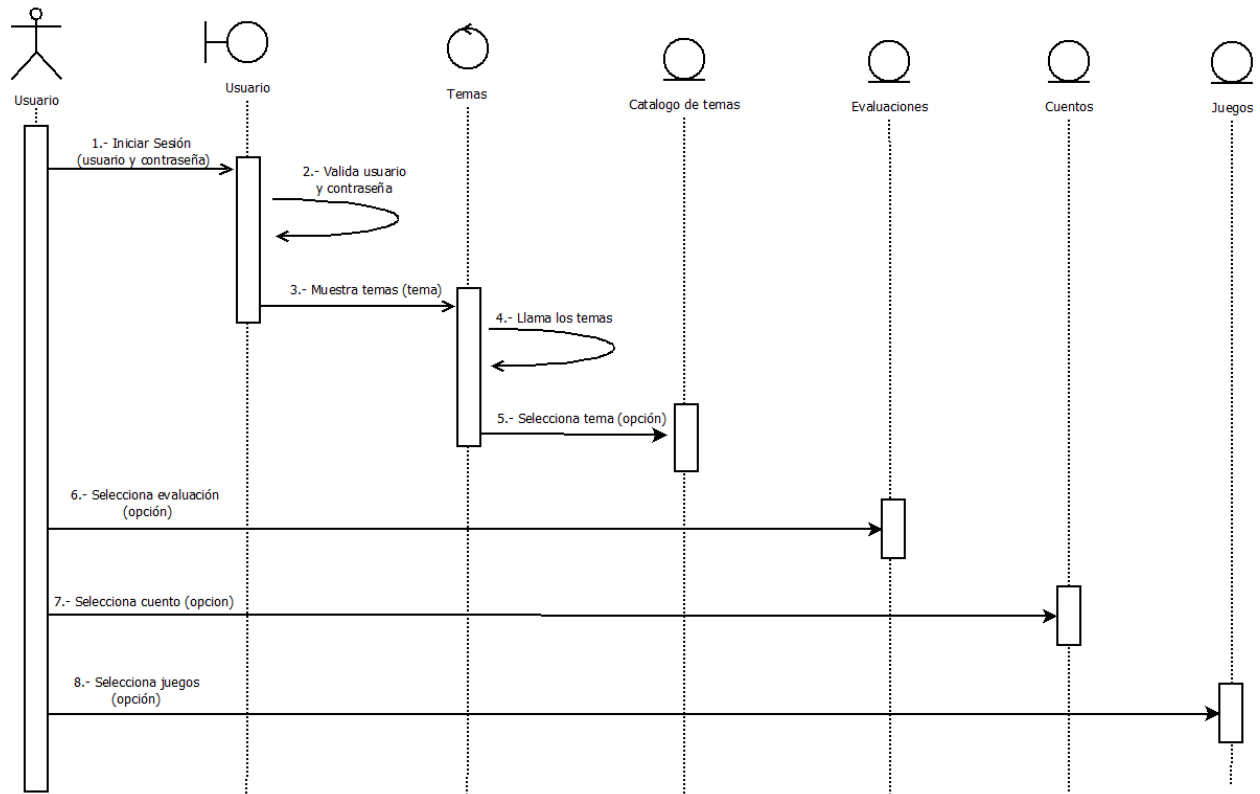 Usuario
Usuario
Temas
Catalogo de temas
Evaluaciones
Cuentos
Juegos
1.- Iniciar Sesión
(usuario y contraseña)
2.- Valida usuario
y contraseña
3.- Muestra temas (tema)
4.- Llama los temas
5.- Selecciona tema (opción)
6.- Selecciona evaluación
(opción)
7.- Selecciona cuento (opcion)
8.- Selecciona juegos
(opción)